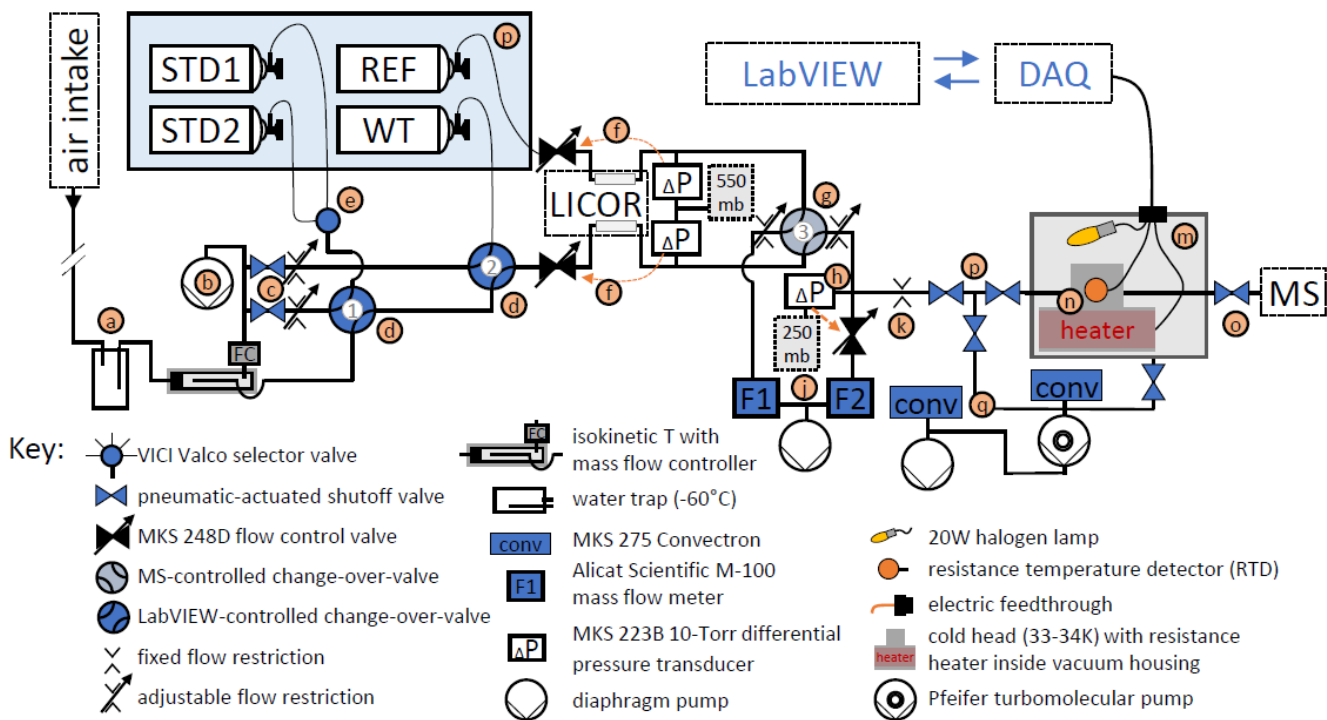 air intake
STD1
STD2
REF
WT
p
e
LabVIEW
DAQ
f
ΔP
550
mb
LICOR
ΔP
g
3
m
b
c
2
1
d
d
f
h
ΔP
250
mb
k
p
n
heater
o
MS
a
FC
j
F1
F2
conv
q
conv
Key:
VICI Valco selector valve
pneumatic-actuated shutoff valve
MKS 248D flow control valve
MS-controlled change-over-valve
LabVIEW-controlled change-over-valve
fixed flow restriction
adjustable flow restriction
FC
isokinetic T with
mass flow controller
water trap (-60°C)
conv
MKS 275 Convectron
F1
Alicat Scientific M-100
mass flow meter
ΔP
MKS 223B 10-Torr differential
pressure transducer
diaphragm pump
20W halogen lamp
resistance temperature detector (RTD)
electric feedthrough
heater
cold head (33-34K) with resistance
heater inside vacuum housing
Pfeifer turbomolecular pump